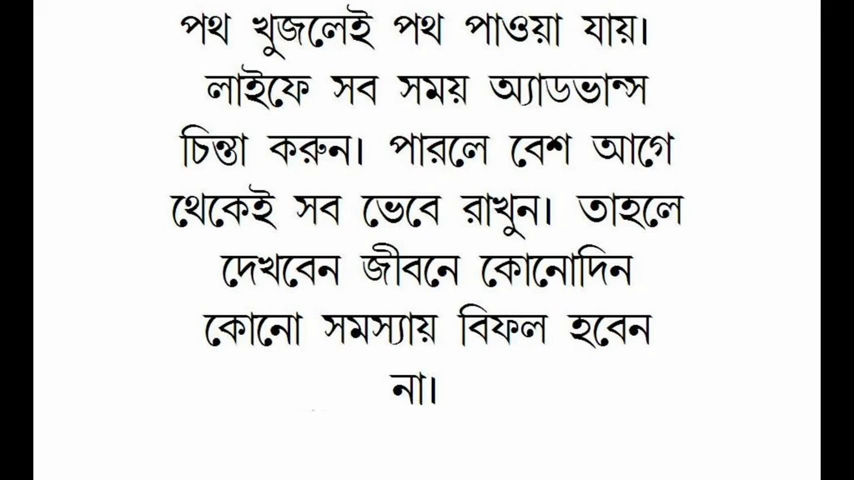 পথ খুজলেই পথ পাওয়া যায়।
লাইফে সব সময় অ্যাডভান্স
চিন্তা করুন। পারলে বেশ আগে
থেকেই সব ভেবে রাখুন। তাহলে
দেখবেন জীবনে কোনোদিন
কোনো সমস্যায় বিফল হবেন
না।